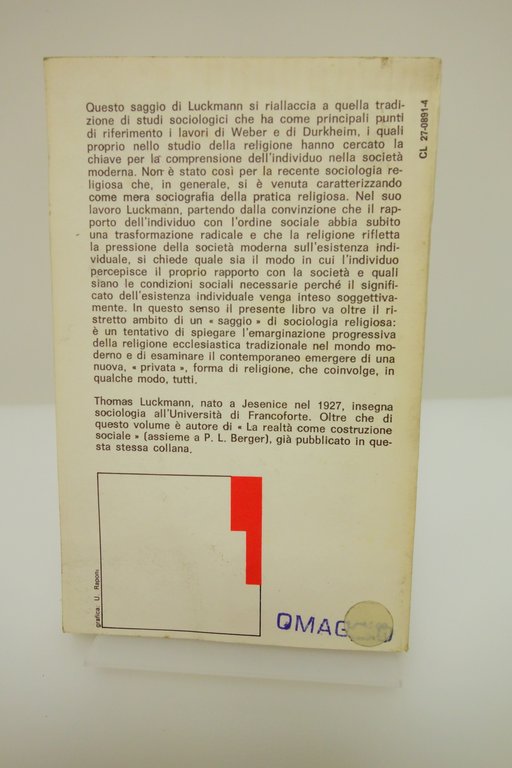 Questo saggio di Luckmann si riallaccia a quella tradi-
zione di studi sociologici che ha come principali punti
di riferimento i lavori di Weber e di Durkheim, i quali
proprio nello studio della religione hanno cercato la
chiave per la comprensione dell'individuo nella società
moderna. Non è stato così per la recente sociologia re-
ligiosa che, in generale, si è venuta caratterizzando
come mera sociografia della pratica religiosa. Nel suo
lavoro Luckmann, partendo dalla convinzione che il rap-
porto dell'individuo con l'ordine sociale abbia subito
una trasformazione radicale e che la religione rifletta
la pressione della società moderna sull'esistenza indi-
viduale, si chiede quale sia il modo in cui l'individuo
percepisce il proprio rapporto con la società e quali
siano le condizioni sociali necessarie perché il signifi-
cato dell'esistenza individuale venga inteso soggettiva-
mente. In questo senso il presente libro va oltre il ri-
stretto ambito di un « saggio » di sociologia religiosa:
è un tentativo di spiegare l'emarginazione progressiva
della religione ecclesiastica tradizionale nel mondo mo-
derno e di esaminare il contemporaneo emergere di una
nuova, « privata », forma di religione, che coinvolge, in
qualche modo, tutti.
Thomas Luckmann, nato a Jesenice nel 1927, insegna
sociologia all'Università di Francoforte. Oltre che di
questo volume è autore di « La realtà come costruzione
sociale » (assieme a P. L. Berger), già pubblicato in que-
sta stessa collana.
CL 27-0891-4
grafica: U. Raponi
OMAG